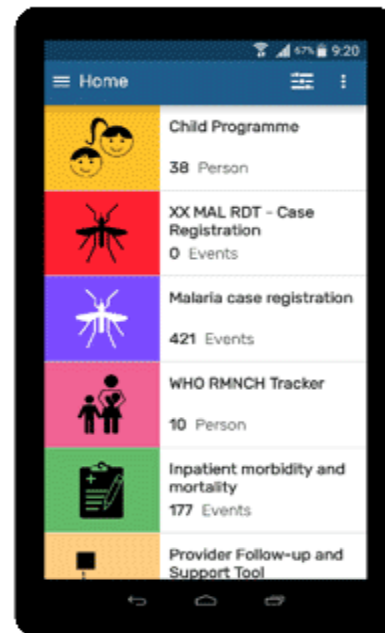 67% 9:20
Home
Child Programme
38 Person
XX MAL RDT - Case
Registration
0 Events
Malaria case registration
421 Events
WHO RMNCH Tracker
10 Person
Inpatient morbidity and
mortality
177 Events
Provider Follow-up and
Support Tool